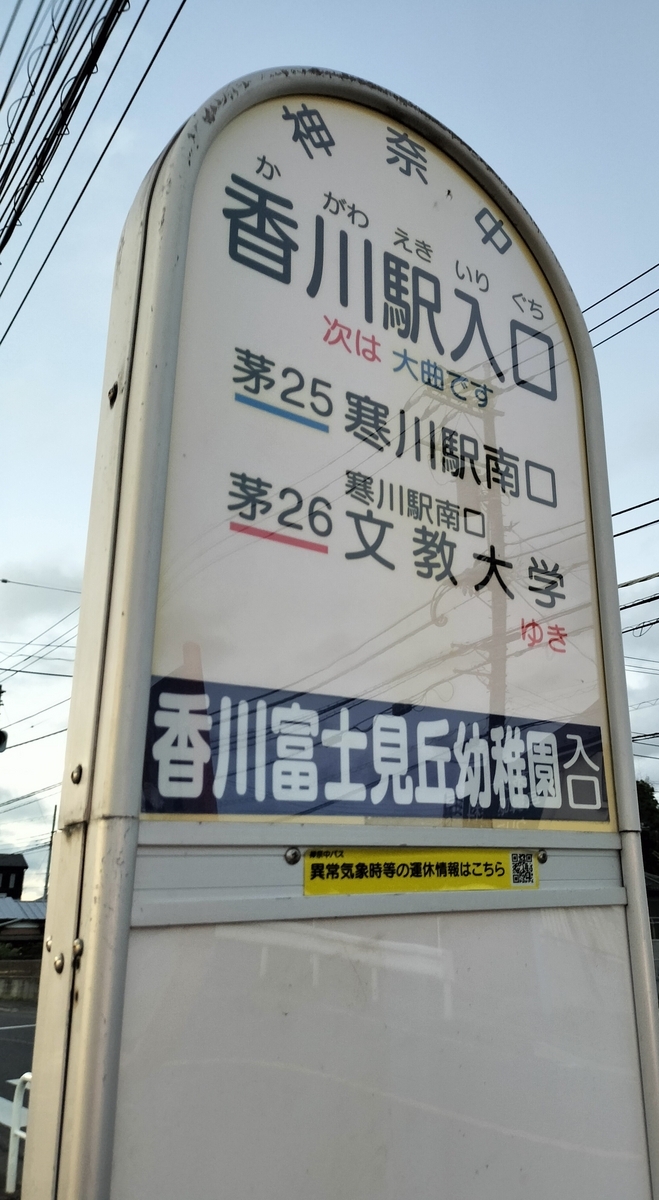 神奈中
か がわ えき いり ぐち
香川駅入口
次は 大曲です
茅25 寒川駅南口
寒川駅南口
茅26 文教大学
ゆき
香川富士見丘幼稚園入口
神奈中バス
異常気象時等の運休情報はこちら